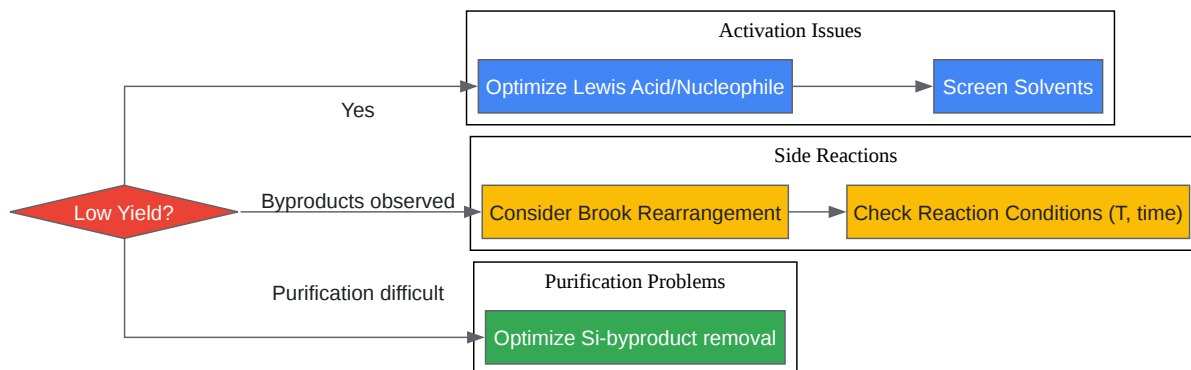 Activation Issues
Optimize Lewis Acid/Nucleophile
Screen Solvents
Yes
Side Reactions
Low Yield?
Byproducts observed
Consider Brook Rearrangement
Check Reaction Conditions (T, time)
Purification Problems
Purification difficult
Optimize Si-byproduct removal